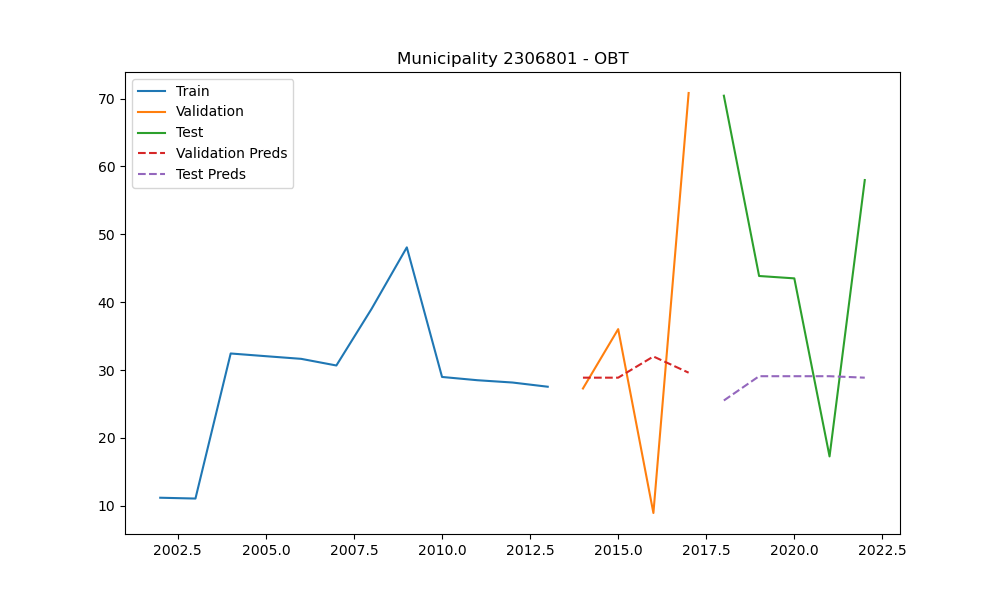 Municipality 2306801 - OBT
Train
Validation
Test
Validation Preds
Test Preds
70
60
50
40
30
20
10
2002.5 2005.0 2007.5 2010.0 2012.5 2015.0 2017.5 2020.0 2022.5